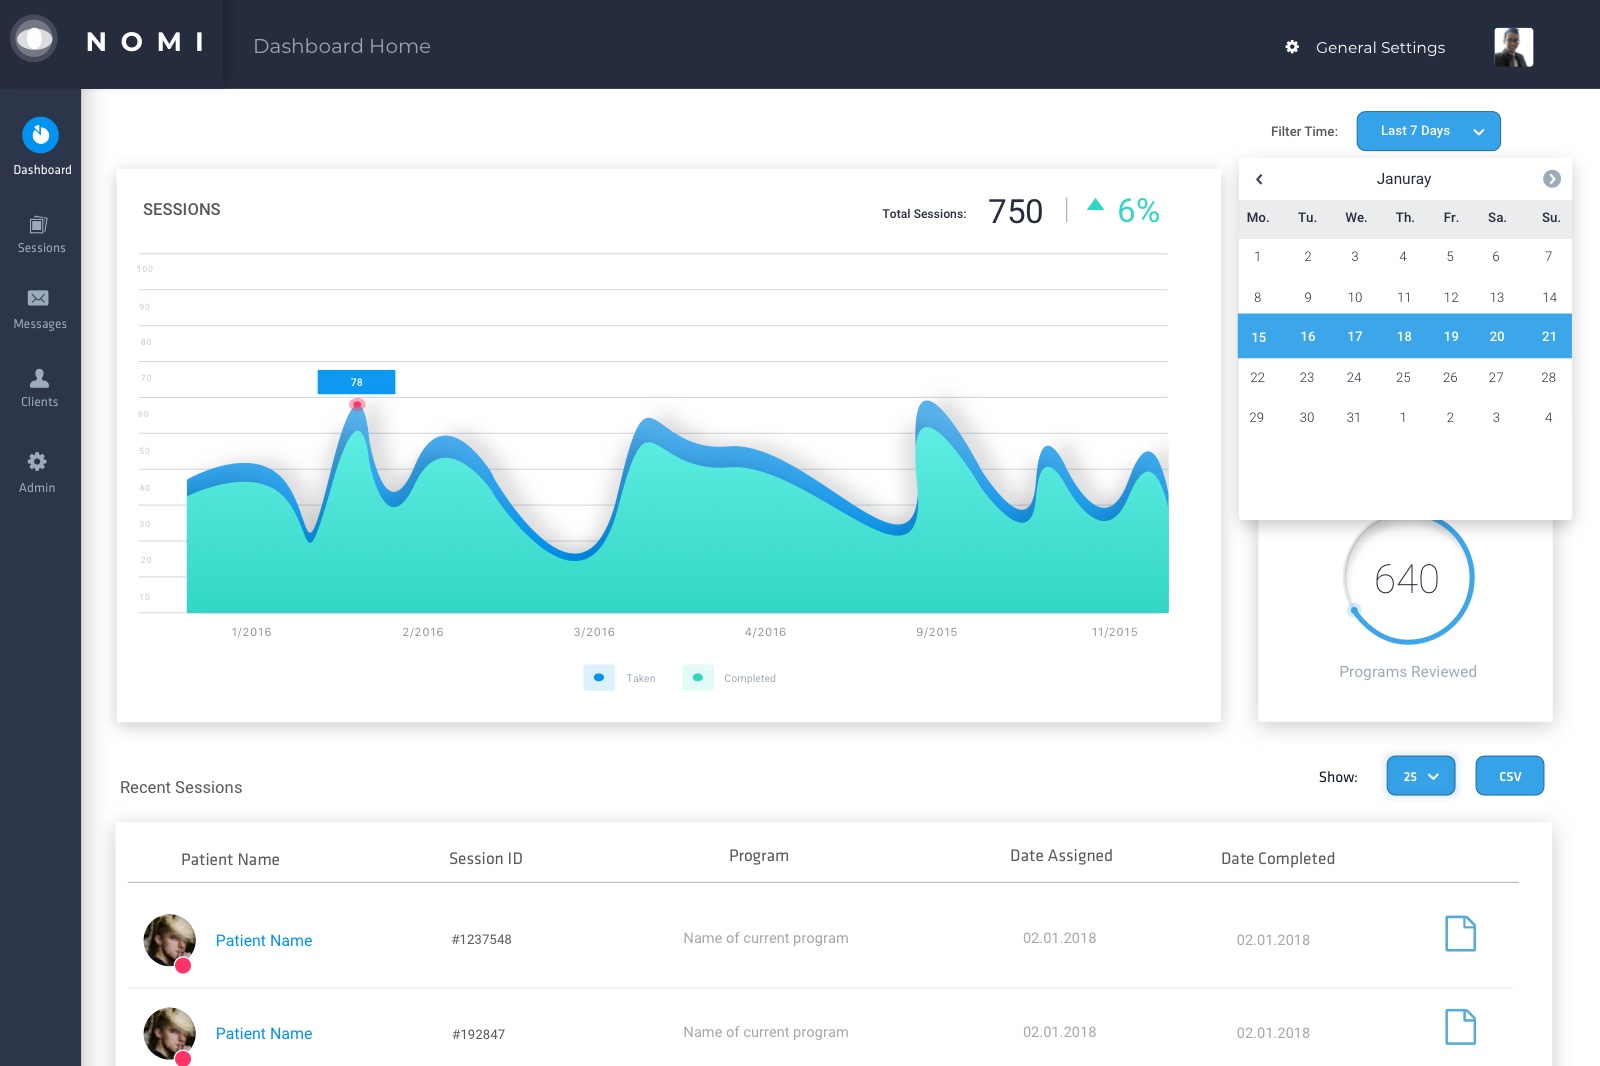 NOMI
Dashboard Home
General Settings
Dashboard
Sessions
Messages
Clients
Admin
Filter Time:
Last 7 Days
SESSIONS
Total Sessions:
750
6%
100
90
80
70
60
50
40
30
20
10
78
1/2016 2/2016 3/2016 4/2016 9/2015 11/2015
Taken
Completed
Januray
Mo. Tu. We. Th. Fr. Sa. Su.
1 2 3 4 5 6 7
8 9 10 11 12 13 14
15 16 17 18 19 20 21
22 23 24 25 26 27 28
29 30 31 1 2 3 4
640
Programs Reviewed
Recent Sessions
Show:
25
CSV
Patient Name Session ID Program Date Assigned Date Completed
Patient Name #1237548 Name of current program 02.01.2018 02.01.2018
Patient Name #192847 Name of current program 02.01.2018 02.01.2018